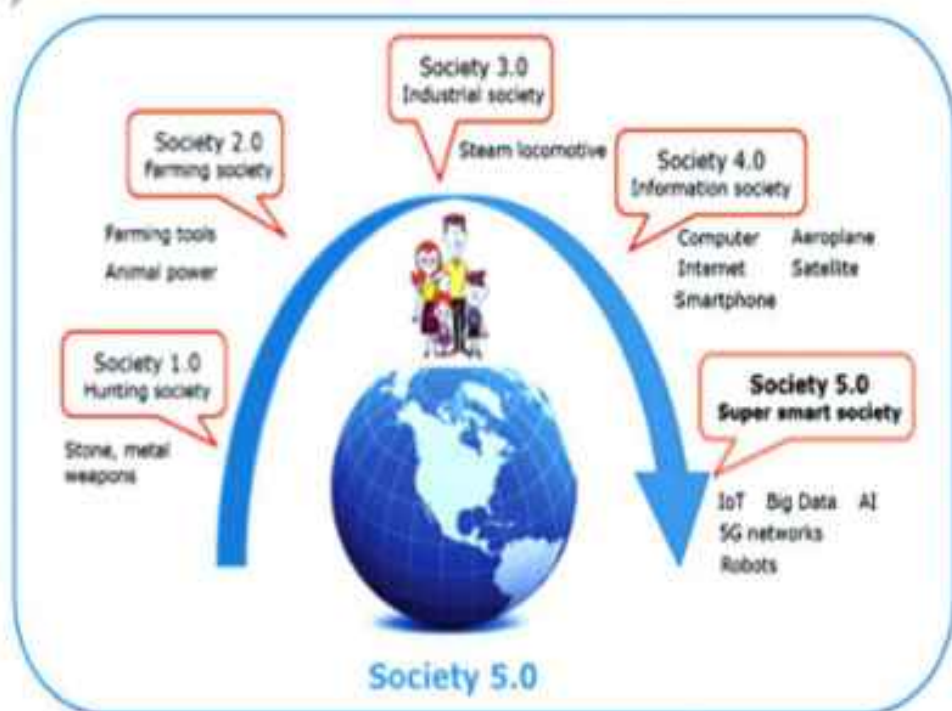 Society 3.0
Industrial society
Steam locomotive
Society 2.0
Farming society
Farming tools
Animal power
Society 4.0
Information society
Computer Aeroplane
Internet Satellite
Smartphone
Society 1.0
Hunting society
Stone, metal
weapons
Society 5.0
Super smart society
IoT Big Data AI
5G networks
Robots
Society 5.0